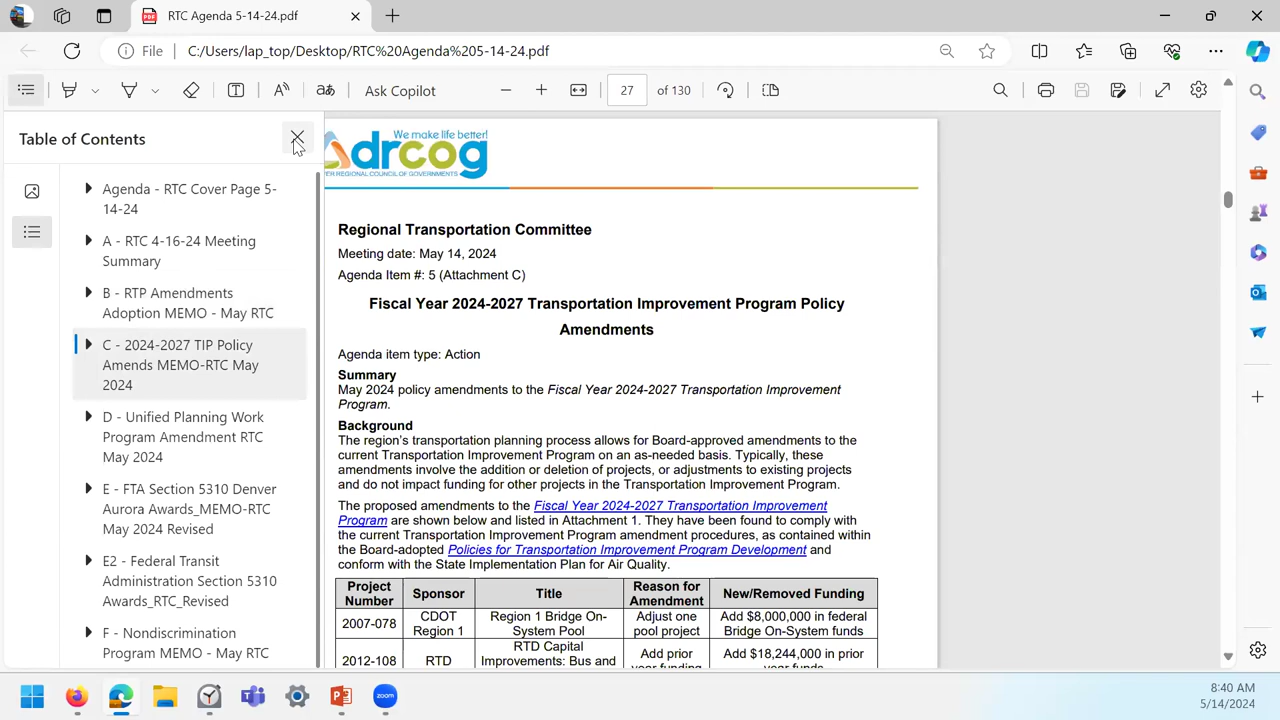 RTC Agenda 5-14-24.pdf
File
C:/Users/lap_top/Desktop/RTC%20Agenda%205-14-24.pdf
Ask Copilot
27 of 130
Table of Contents
Agenda - RTC Cover Page 5-
14-24
A - RTC 4-16-24 Meeting
Summary
B - RTP Amendments
Adoption MEMO - May RTC
C - 2024-2027 TIP Policy
Amends MEMO-RTC May
2024
D - Unified Planning Work
Program Amendment RTC
May 2024
E - FTA Section 5310 Denver
Aurora Awards_MEMO-RTC
May 2024 Revised
E2 - Federal Transit
Administration Section 5310
Awards_RTC_Revised
F - Nondiscrimination
Program MEMO - May RTC
We make life better!
drcog
ER REGIONAL COUNCIL OF GOVERNMENTS
Regional Transportation Committee
Meeting date: May 14, 2024
Agenda Item #: 5 (Attachment C)
Fiscal Year 2024-2027 Transportation Improvement Program Policy
Amendments
Agenda item type: Action
Summary
May 2024 policy amendments to the Fiscal Year 2024-2027 Transportation Improvement
Program.
Background
The region's transportation planning process allows for Board-approved amendments to the
current Transportation Improvement Program on an as-needed basis. Typically, these
amendments involve the addition or deletion of projects, or adjustments to existing projects
and do not impact funding for other projects in the Transportation Improvement Program.
The proposed amendments to the Fiscal Year 2024-2027 Transportation Improvement
Program are shown below and listed in Attachment 1. They have been found to comply with
the current Transportation Improvement Program amendment procedures, as contained within
the Board-adopted Policies for Transportation Improvement Program Development and
conform with the State Implementation Plan for Air Quality.
Project
Number
Sponsor
Title
Reason for
Amendment
New/Removed Funding
2007-078
CDOT
Region 1
Region 1 Bridge On-
System Pool
Adjust one
pool project
Add $8,000,000 in federal
Bridge On-System funds
2012-108
RTD
RTD Capital
Improvements: Bus and
Add prior
year funding
Add $18,244,000 in prior
year funds
zoom
8:40 AM
5/14/2024